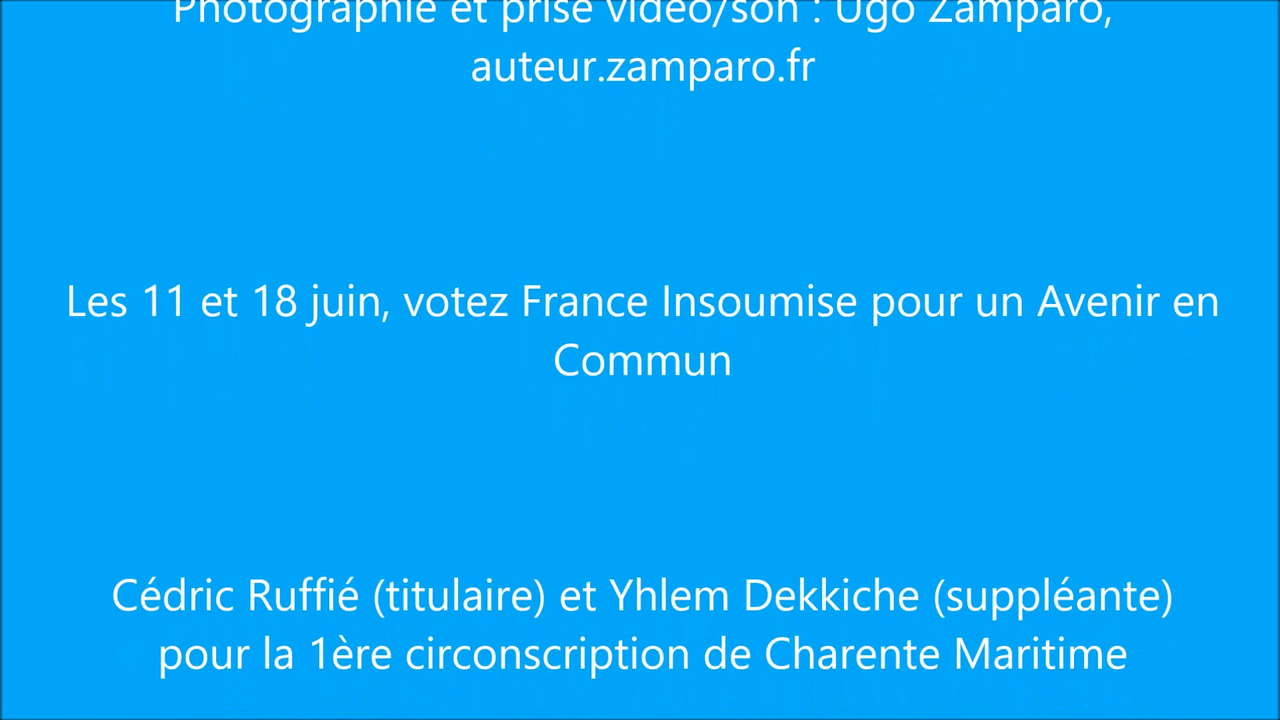 Photographie et prise vidéo/son : Ugo Zamparo,
auteur.zamparo.fr
Les 11 et 18 juin, votez France Insoumise pour un Avenir en
Commun
Cédric Ruffié (titulaire) et Yhlem Dekkiche (suppléante)
pour la 1ère circonscription de Charente Maritime